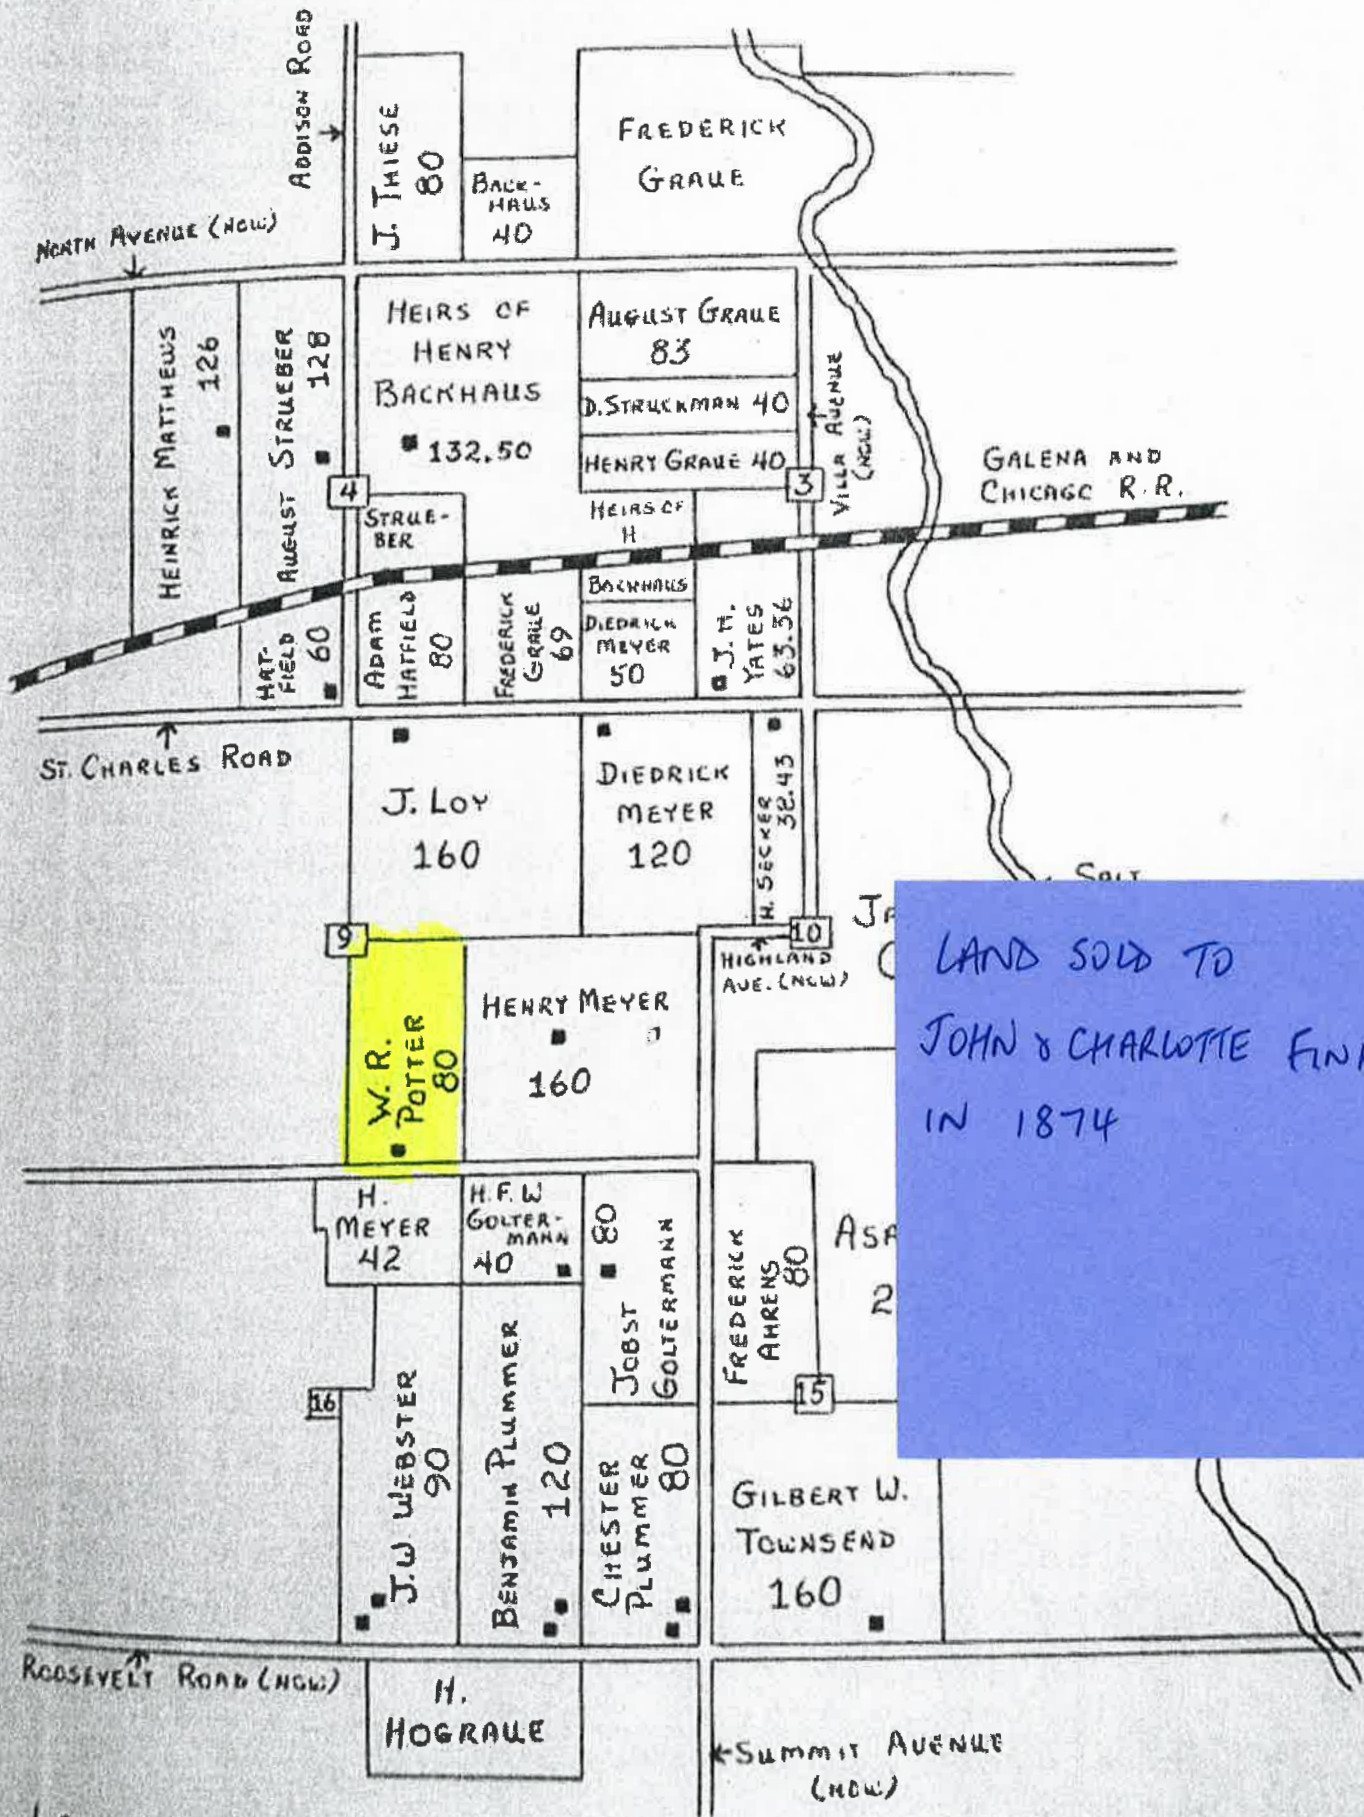 ADDISON ROAD
J. THIESE
80
BACK-
HAUS
40
FREDERICK
GRAUE
NORTH AVENUE (NOW)
HEINRICK MATTHEWS
126
AUGUST STRUEBER
128
HEIRS OF
HENRY
BACKHAUS
132.50
AUGUST GRAUE
83
D. STRUCKMAN 40
HENRY GRAUE 40
VILLA AVENUE
(NOW)
GALENA AND
CHICAGO R.R.
4
3
STRUE-
BER
HEIRS OF
H
BACKHAUS
HAT-
FIELD
60
ADAM
HATFIELD
80
FREDERICK
GRAUE
69
DIEDRICK
MEYER
50
J. H.
YATES
63.56
ST. CHARLES ROAD
J. LOY
160
DIEDRICK
MEYER
120
H. SECKER
32.43
SALT
9
10
HIGHLAND
AVE. (NOW)
W. R.
POTTER
80
HENRY MEYER
160
LAND SOLD TO
JOHN & CHARLOTTE
IN 1874
H.
MEYER
42
H. F. W
GOLTER-
MANN
40
JOBST
GOLTERMANN
80
FREDERICK
AHRENS
80
2
16
15
J. W WEBSTER
90
BENJAMIN PLUMMER
120
CHESTER
PLUMMER
80
GILBERT W.
TOWNSEND
160
ROOSEVELT ROAD (NOW)
H.
HOGRAUE
SUMMIT AVENUE
(NOW)